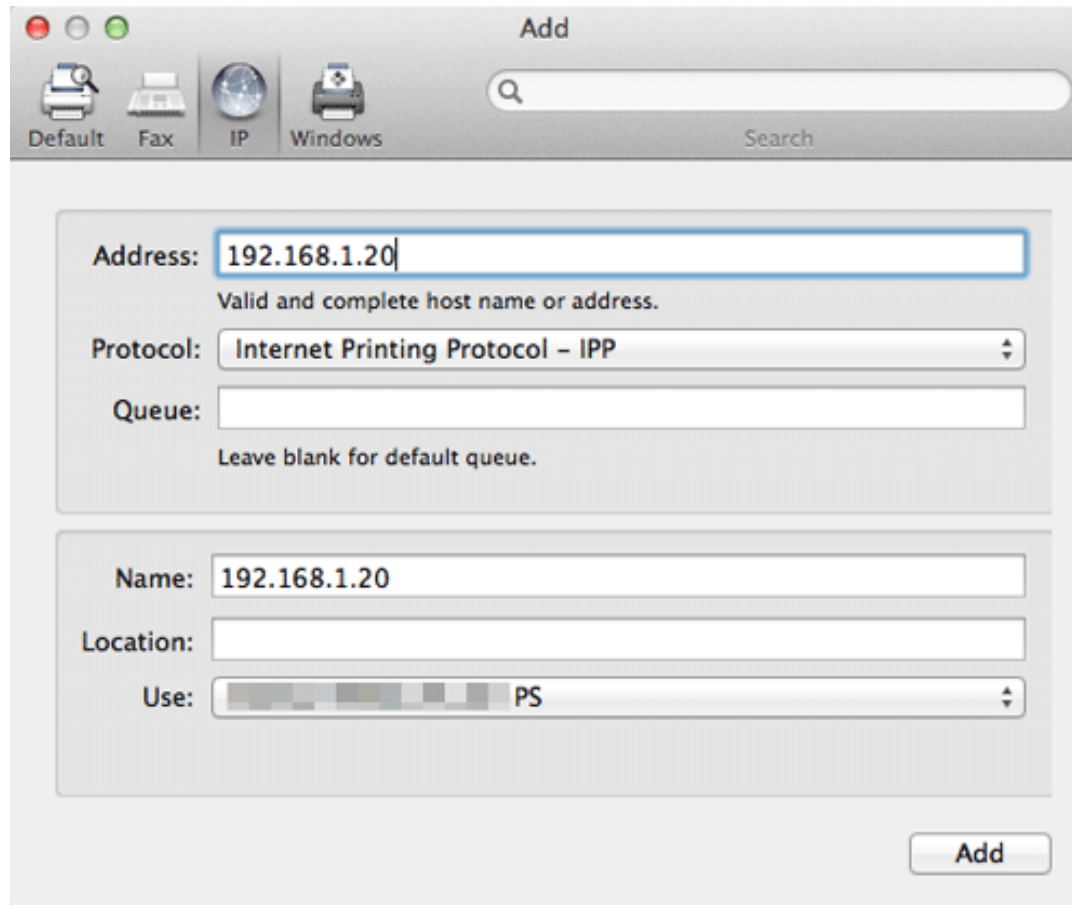 Add
Default Fax IP Windows Search
Address: 192.168.1.20
Valid and complete host name or address.
Protocol: Internet Printing Protocol – IPP
Queue:
Leave blank for default queue.
Name: 192.168.1.20
Location:
Use: PS
Add